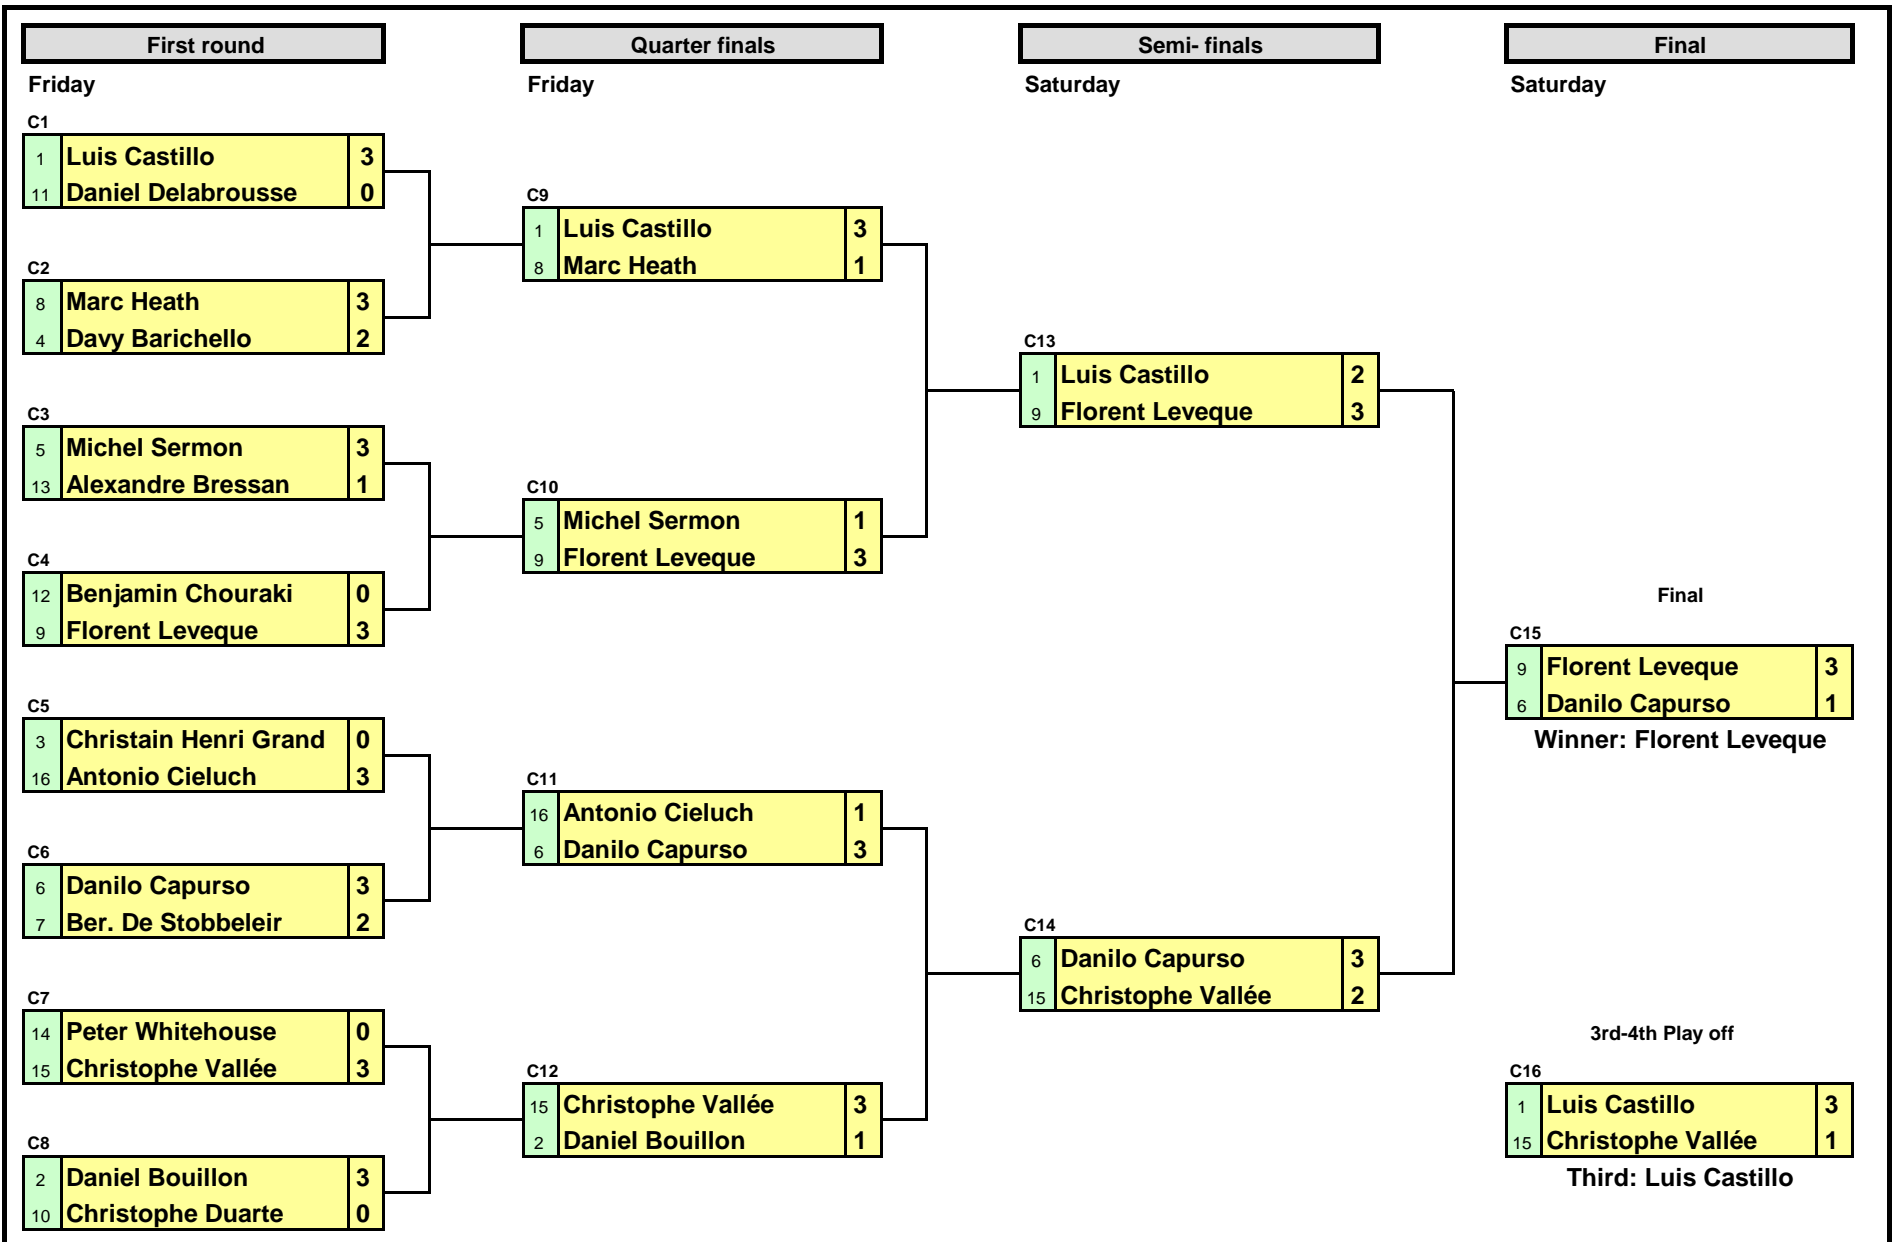 First round
Friday
C1
1 Luis Castillo 3
11 Daniel Delabrousse 0
C2
8 Marc Heath 3
4 Davy Barichello 2
C3
5 Michel Sermon 3
13 Alexandre Bressan 1
C4
12 Benjamin Chouraki 0
9 Florent Leveque 3
C5
3 Christain Henri Grand 0
16 Antonio Cieluch 3
C6
6 Danilo Capurso 3
7 Ber. De Stobbeleir 2
C7
14 Peter Whitehouse 0
15 Christophe Vallée 3
C8
2 Daniel Bouillon 3
10 Christophe Duarte 0
Quarter finals
Friday
C9
1 Luis Castillo 3
8 Marc Heath 1
C10
5 Michel Sermon 1
9 Florent Leveque 3
C11
16 Antonio Cieluch 1
6 Danilo Capurso 3
C12
15 Christophe Vallée 3
2 Daniel Bouillon 1
Semi- finals
Saturday
C13
1 Luis Castillo 2
9 Florent Leveque 3
C14
6 Danilo Capurso 3
15 Christophe Vallée 2
Final
Saturday
Final
C15
9 Florent Leveque 3
6 Danilo Capurso 1
Winner: Florent Leveque
3rd-4th Play off
C16
1 Luis Castillo 3
15 Christophe Vallée 1
Third: Luis Castillo